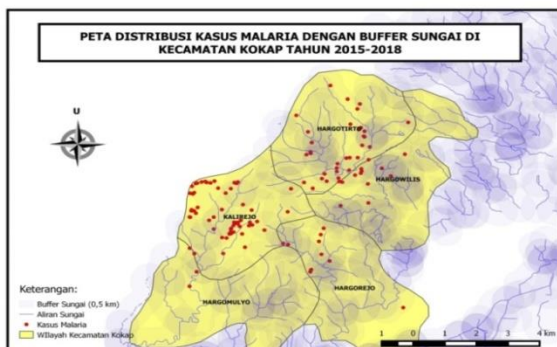 PETA DISTRIBUSI KASUS MALARIA DENGAN BUFFER SUNGAI DI
KECAMATAN KOKAP TAHUN 2015-2018
U
HARGOTIRTO
HARGOWILIS
KALIREJO
HARGOMULYO
HARGOREJO
Keterangan:
Buffer Sungai (0,5 km)
Aliran Sungai
Kasus Malaria
Wilayah Kecamatan Kokap
1 0 1 2 3 4 km